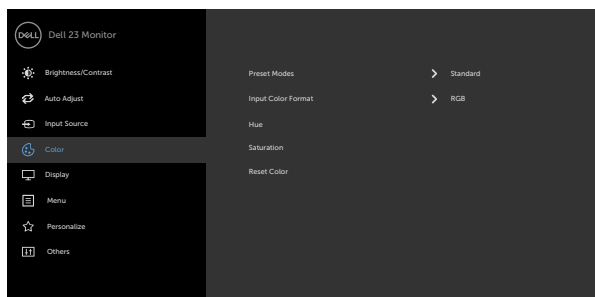 DELL Dell 23 Monitor
Brightness/Contrast
Auto Adjust
Input Source
Color
Display
Menu
Personalize
Others
Preset Modes Standard
Input Color Format RGB
Hue
Saturation
Reset Color